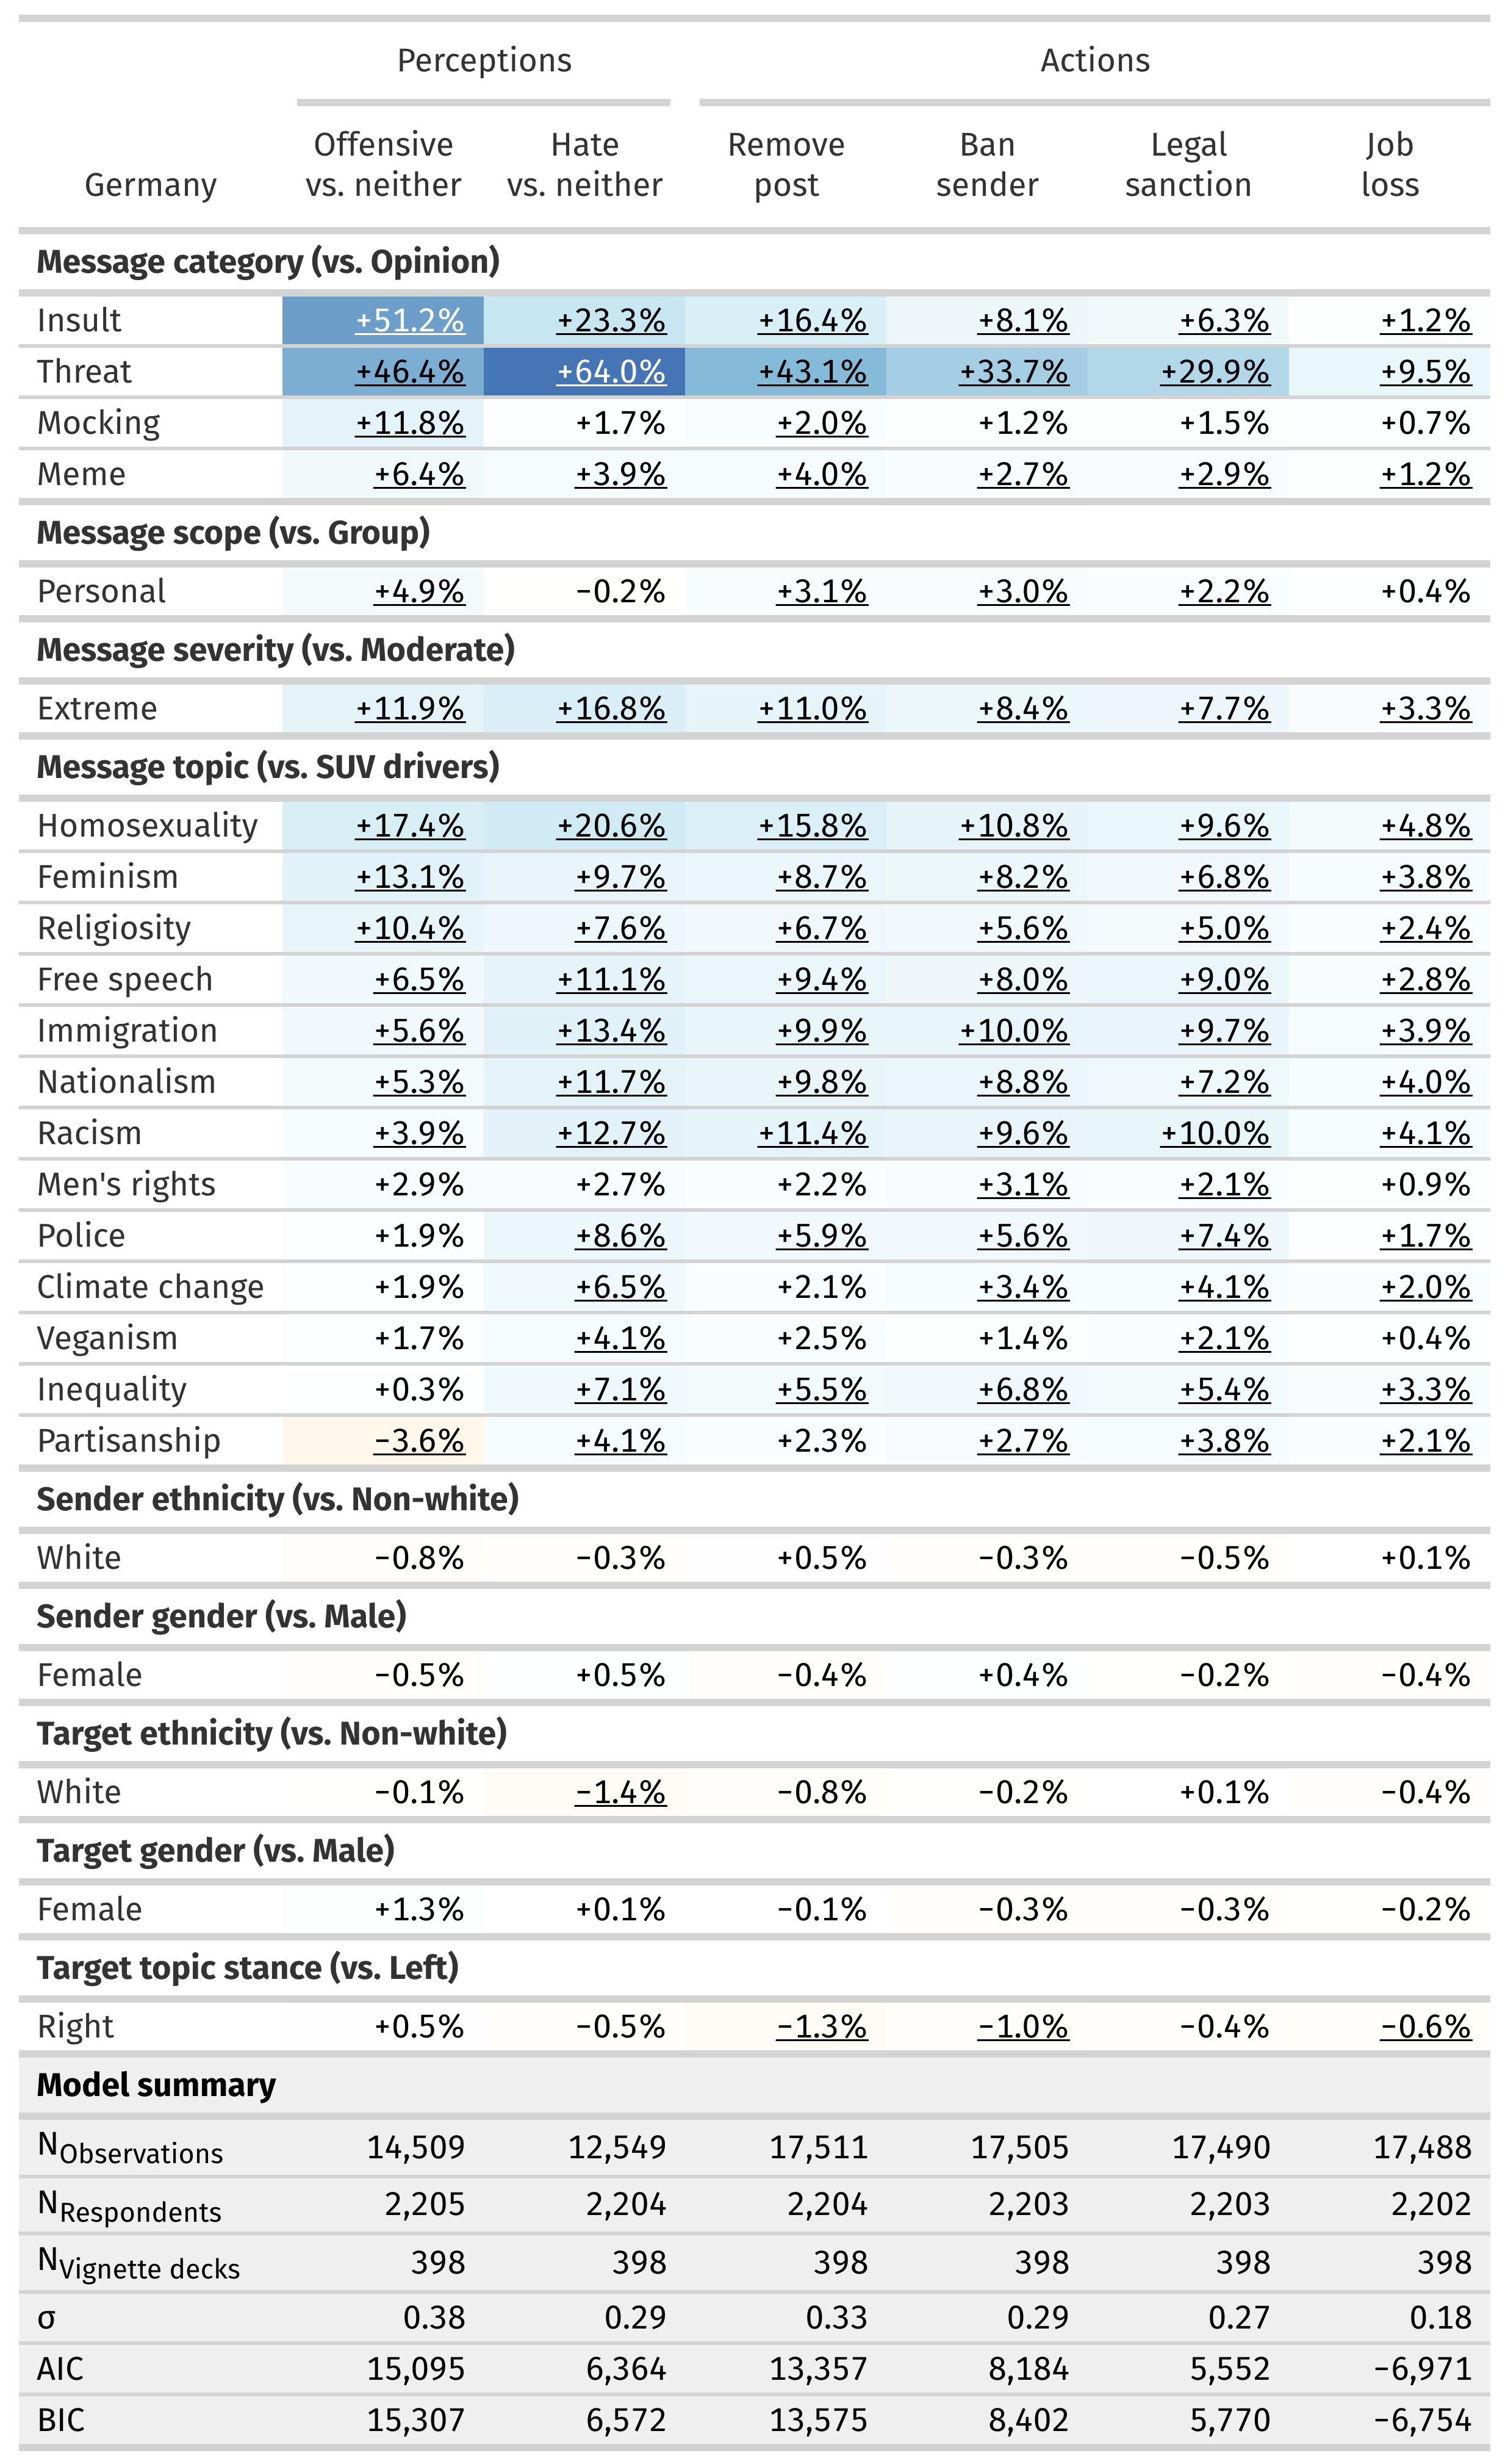 Perceptions Actions
Germany Offensive vs. neither Hate vs. neither Remove post Ban sender Legal sanction Job loss
Message category (vs. Opinion)
Insult +51.2% +23.3% +16.4% +8.1% +6.3% +1.2%
Threat +46.4% +64.0% +43.1% +33.7% +29.9% +9.5%
Mocking +11.8% +1.7% +2.0% +1.2% +1.5% +0.7%
Meme +6.4% +3.9% +4.0% +2.7% +2.9% +1.2%
Message scope (vs. Group)
Personal +4.9% −0.2% +3.1% +3.0% +2.2% +0.4%
Message severity (vs. Moderate)
Extreme +11.9% +16.8% +11.0% +8.4% +7.7% +3.3%
Message topic (vs. SUV drivers)
Homosexuality +17.4% +20.6% +15.8% +10.8% +9.6% +4.8%
Feminism +13.1% +9.7% +8.7% +8.2% +6.8% +3.8%
Religiosity +10.4% +7.6% +6.7% +5.6% +5.0% +2.4%
Free speech +6.5% +11.1% +9.4% +8.0% +9.0% +2.8%
Immigration +5.6% +13.4% +9.9% +10.0% +9.7% +3.9%
Nationalism +5.3% +11.7% +9.8% +8.8% +7.2% +4.0%
Racism +3.9% +12.7% +11.4% +9.6% +10.0% +4.1%
Men's rights +2.9% +2.7% +2.2% +3.1% +2.1% +0.9%
Police +1.9% +8.6% +5.9% +5.6% +7.4% +1.7%
Climate change +1.9% +6.5% +2.1% +3.4% +4.1% +2.0%
Veganism +1.7% +4.1% +2.5% +1.4% +2.1% +0.4%
Inequality +0.3% +7.1% +5.5% +6.8% +5.4% +3.3%
Partisanship −3.6% +4.1% +2.3% +2.7% +3.8% +2.1%
Sender ethnicity (vs. Non-white)
White −0.8% −0.3% +0.5% −0.3% −0.5% +0.1%
Sender gender (vs. Male)
Female −0.5% +0.5% −0.4% +0.4% −0.2% −0.4%
Target ethnicity (vs. Non-white)
White −0.1% −1.4% −0.8% −0.2% +0.1% −0.4%
Target gender (vs. Male)
Female +1.3% +0.1% −0.1% −0.3% −0.3% −0.2%
Target topic stance (vs. Left)
Right +0.5% −0.5% −1.3% −1.0% −0.4% −0.6%
Model summary
N Observations 14,509 12,549 17,511 17,505 17,490 17,488
N Respondents 2,205 2,204 2,204 2,203 2,203 2,202
N Vignette decks 398 398 398 398 398 398
σ 0.38 0.29 0.33 0.29 0.27 0.18
AIC 15,095 6,364 13,357 8,184 5,552 −6,971
BIC 15,307 6,572 13,575 8,402 5,770 −6,754